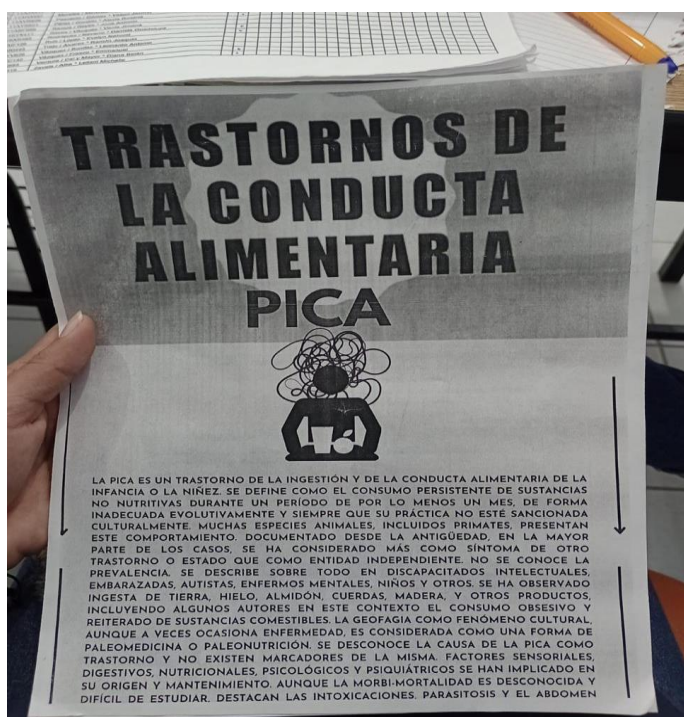 TRASTORNOS DE
LA CONDUCTA
ALIMENTARIA
PICA
LA PICA ES UN TRASTORNO DE LA INGESTIÓN Y DE LA CONDUCTA ALIMENTARIA DE LA
INFANCIA O LA NIÑEZ. SE DEFINE COMO EL CONSUMO PERSISTENTE DE SUSTANCIAS
NO NUTRITIVAS DURANTE UN PERÍODO DE POR LO MENOS UN MES, DE FORMA
INADECUADA EVOLUTIVAMENTE Y SIEMPRE QUE SU PRÁCTICA NO ESTÉ SANCIONADA
CULTURALMENTE. MUCHAS ESPECIES ANIMALES, INCLUIDOS PRIMATES, PRESENTAN
ESTE COMPORTAMIENTO. DOCUMENTADO DESDE LA ANTIGÜEDAD, EN LA MAYOR
PARTE DE LOS CASOS, SE HA CONSIDERADO MÁS COMO SÍNTOMA DE OTRO
TRASTORNO O ESTADO QUE COMO ENTIDAD INDEPENDIENTE. NO SE CONOCE LA
PREVALENCIA. SE DESCRIBE SOBRE TODO EN DISCAPACITADOS INTELECTUALES,
EMBARAZADAS, AUTISTAS, ENFERMOS MENTALES, NIÑOS Y OTROS. SE HA OBSERVADO
INGESTA DE TIERRA, HIELO, ALMIDÓN, CUERDAS, MADERA, Y OTROS PRODUCTOS,
INCLUYENDO ALGUNOS AUTORES EN ESTE CONTEXTO EL CONSUMO OBSESIVO Y
REITERADO DE SUSTANCIAS COMESTIBLES. LA GEOFAGIA COMO FENÓMENO CULTURAL,
AUNQUE A VECES OCASIONA ENFERMEDAD, ES CONSIDERADA COMO UNA FORMA DE
PALEOMEDICINA O PALEONUTRICIÓN. SE DESCONOCE LA CAUSA DE LA PICA COMO
TRASTORNO Y NO EXISTEN MARCADORES DE LA MISMA. FACTORES SENSORIALES,
DIGESTIVOS, NUTRICIONALES, PSICOLÓGICOS Y PSIQUIÁTRICOS SE HAN IMPLICADO EN
SU ORIGEN Y MANTENIMIENTO. AUNQUE LA MORBI-MORTALIDAD ES DESCONOCIDA Y
DIFÍCIL DE ESTUDIAR. DESTACAN LAS INTOXICACIONES. PARASITOSIS Y EL ABDOMEN